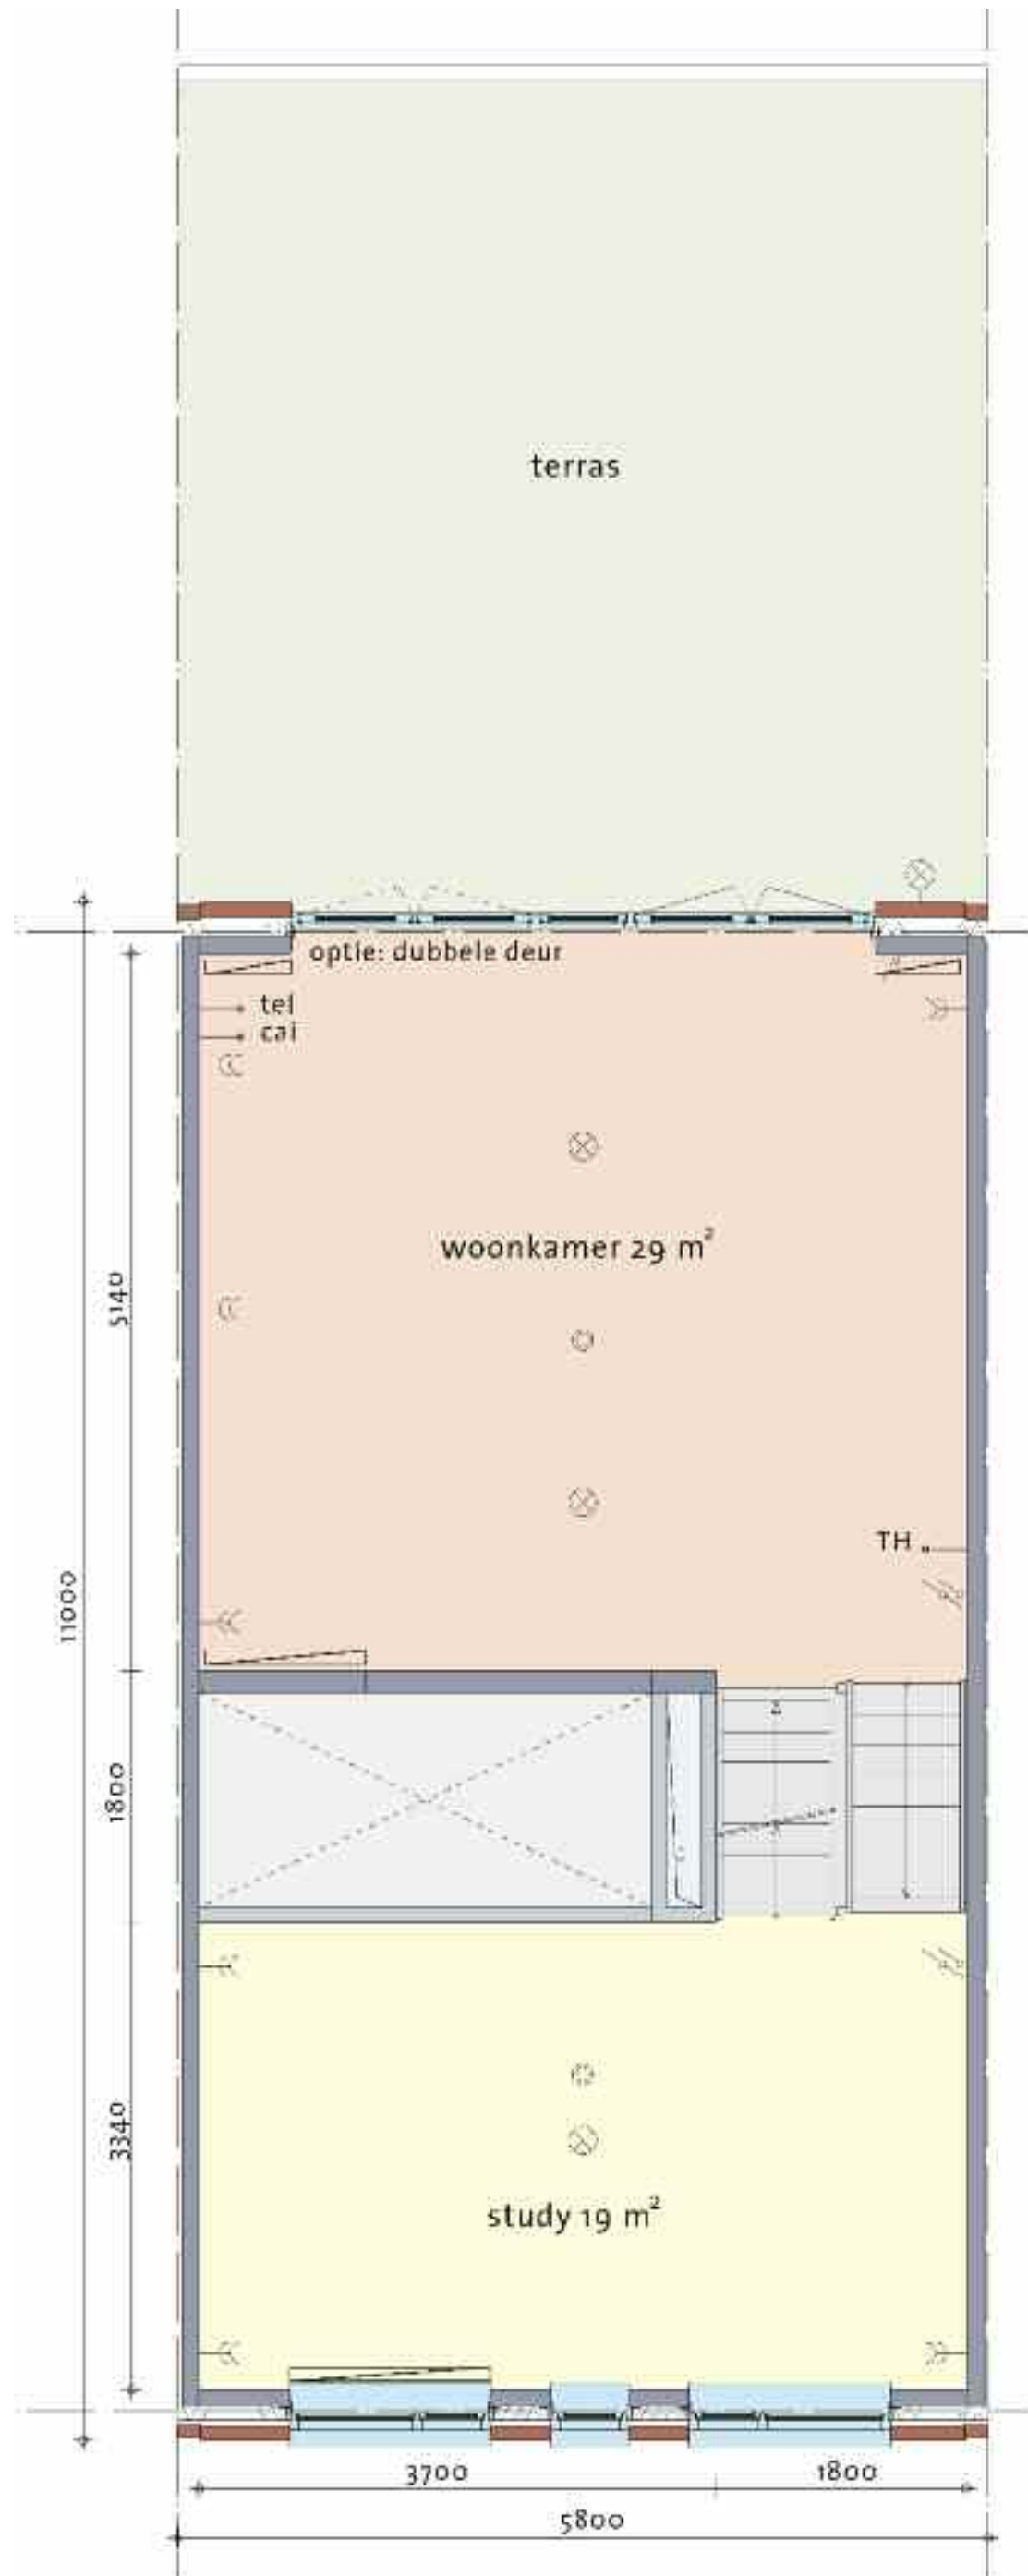 terras
optie: dubbele deur
tel
cai
5140
woonkamer 29 m²
TH
11000
1800
3340
study 19 m²
3700
1800
5800